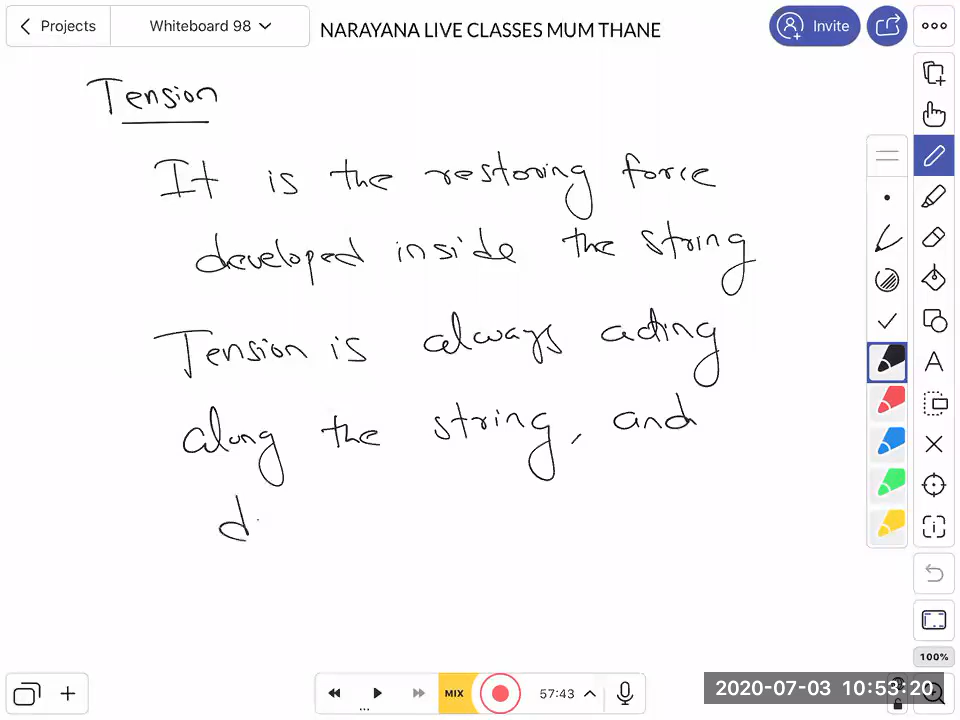 Projects
Whiteboard 98
NARAYANA LIVE CLASSES MUM THANE
Invite
Tension
It is the restoring force
developed inside the string
Tension is always acting
along the string, and
d
A
100%
MIX
57:43
2020-07-03 10:53:20